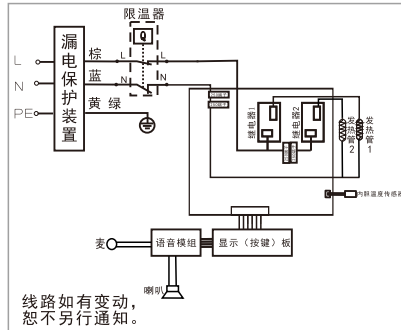 限温器
L
N
PE
漏电保护装置
棕
蓝
黄 绿
L
N
L
N
继电器1
继电器2
发热管2
发热管1
内胆温度传感器
麦
语音模组
显示（按键）板
喇叭
线路如有变动，
恕不另行通知。